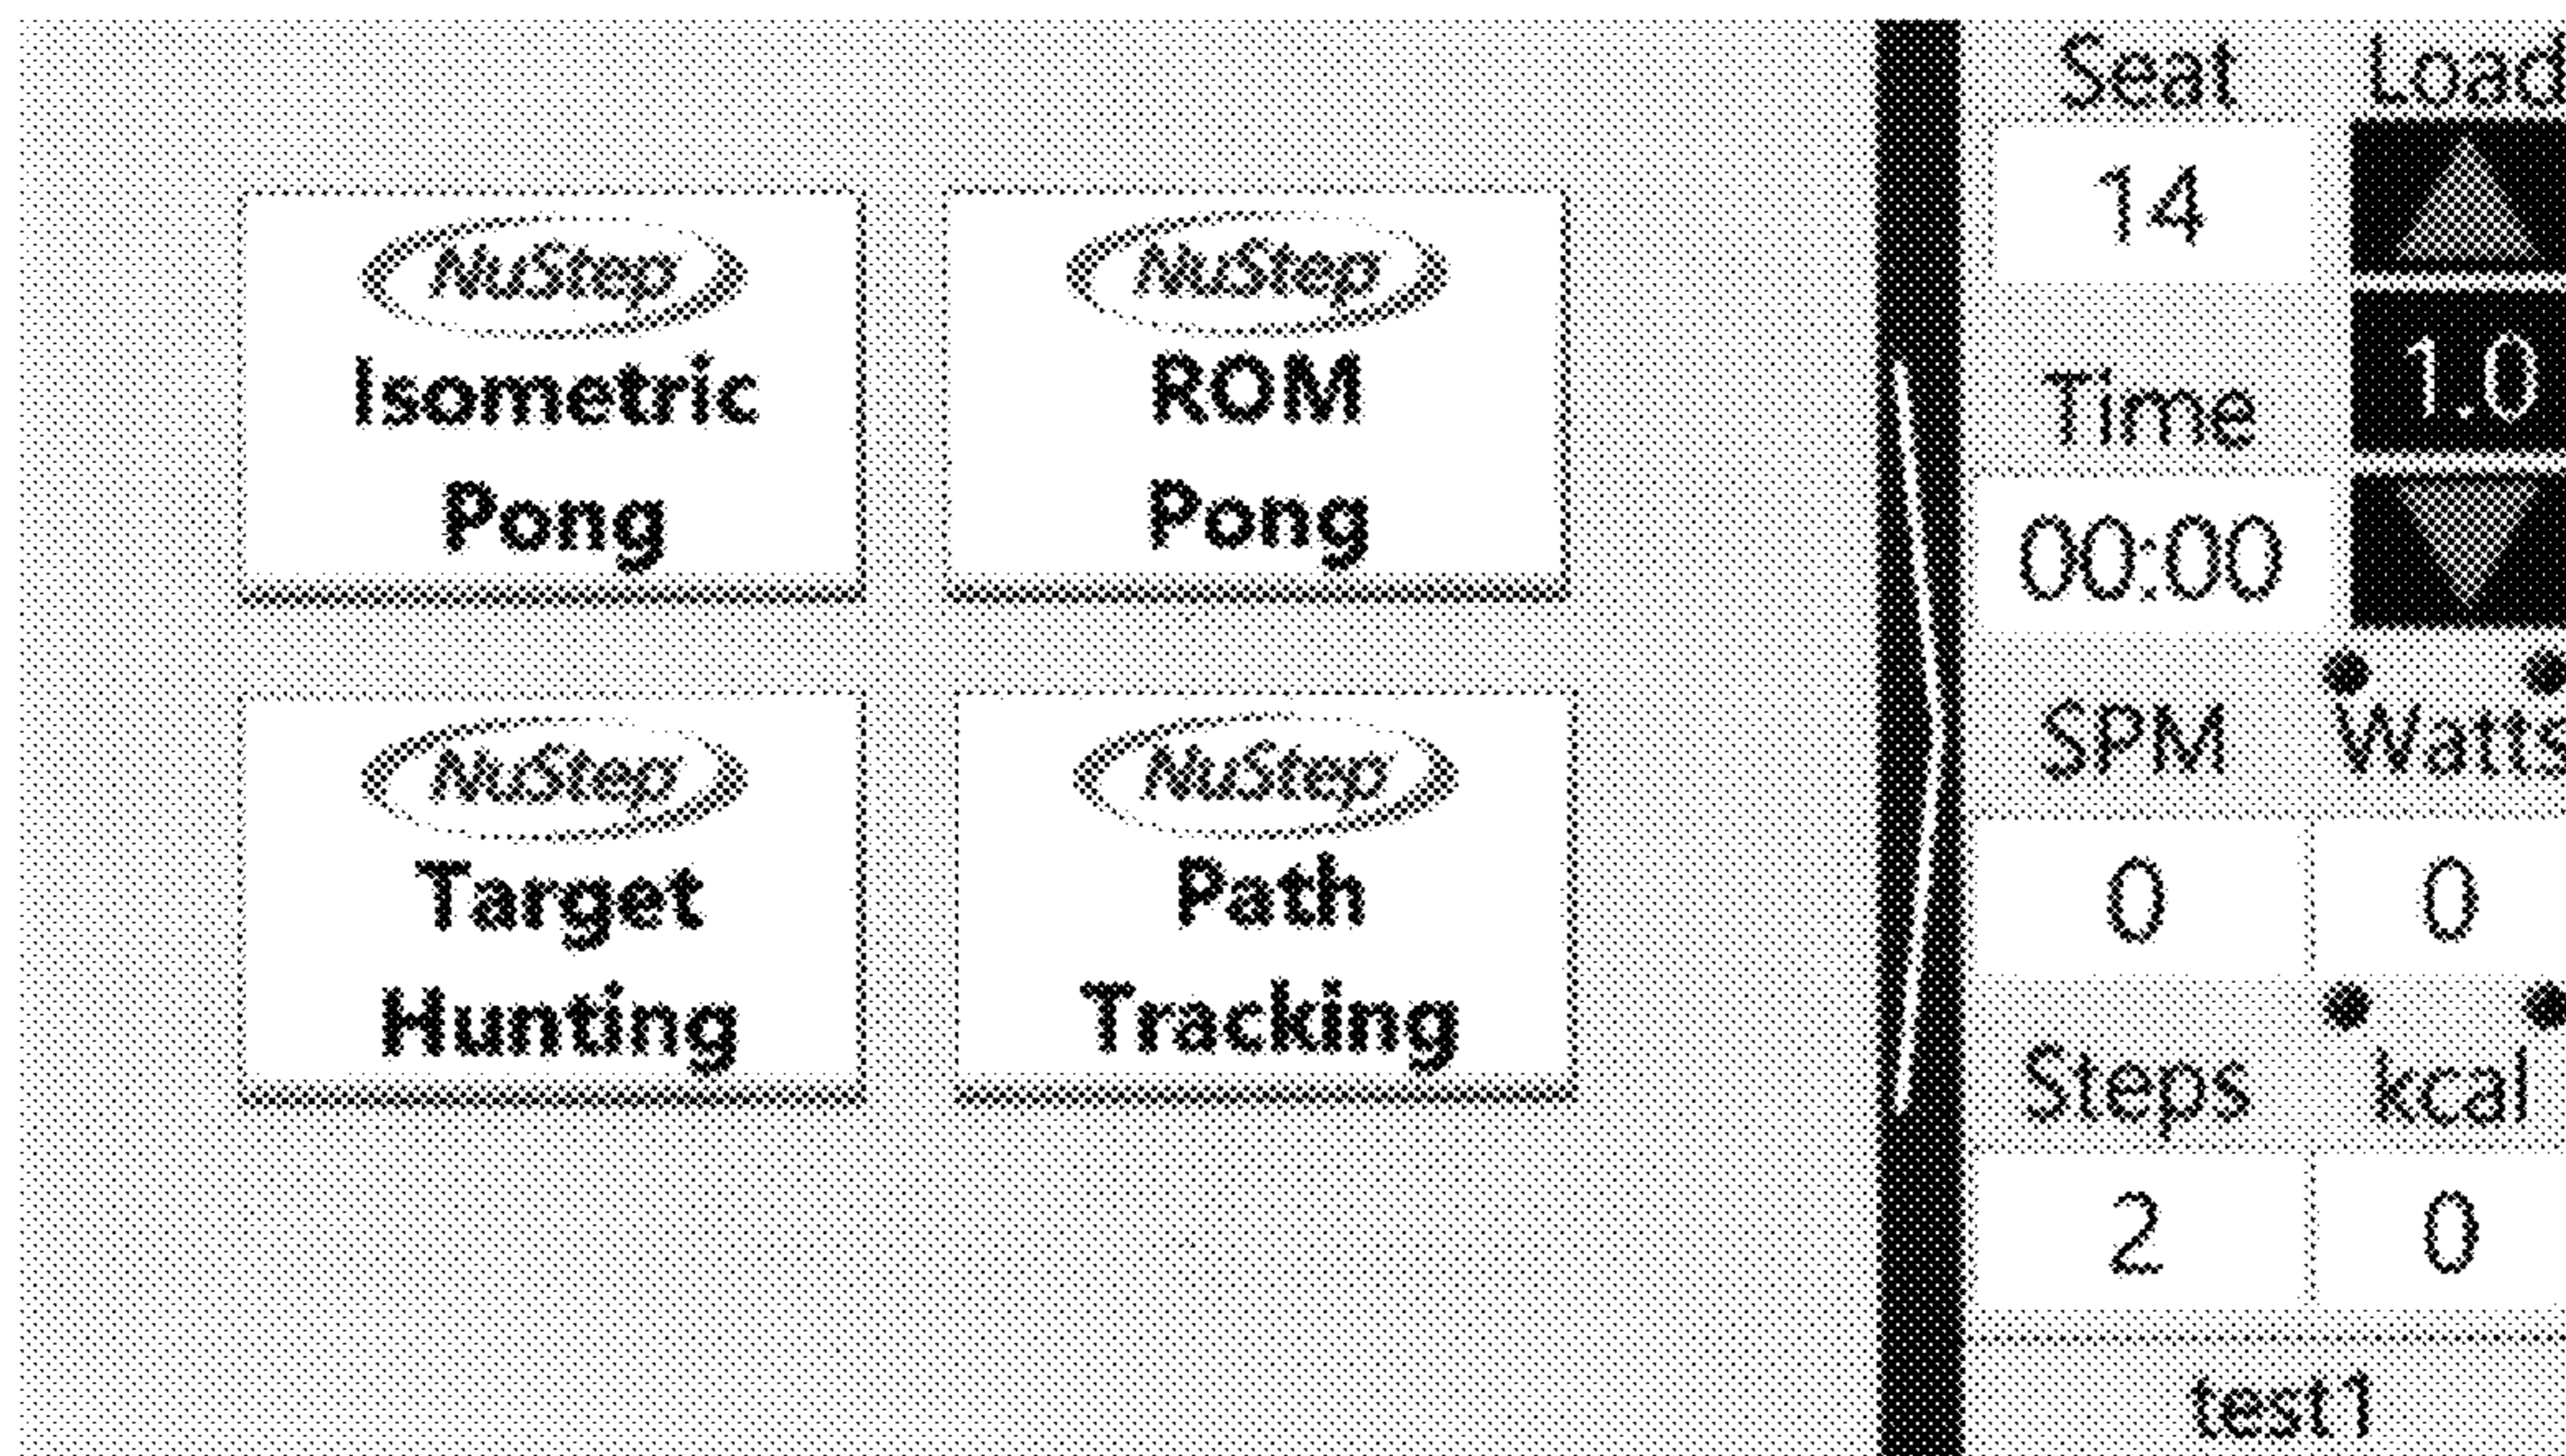 NuStep
Isometric
Pong
NuStep
ROM
Pong
NuStep
Target
Hunting
NuStep
Path
Tracking
Seat
14
Load
1.0
Time
00:00
SPM
0
Watts
0
Steps
2
kcal
0
test1